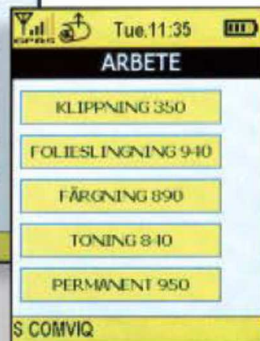 GPRS
Tue.11:35
ARBETE
KLIPPNING 350
FOLIESLINGNING 940
FÄRGNING 890
TONING 840
PERMANENT 950
S COMVIQ